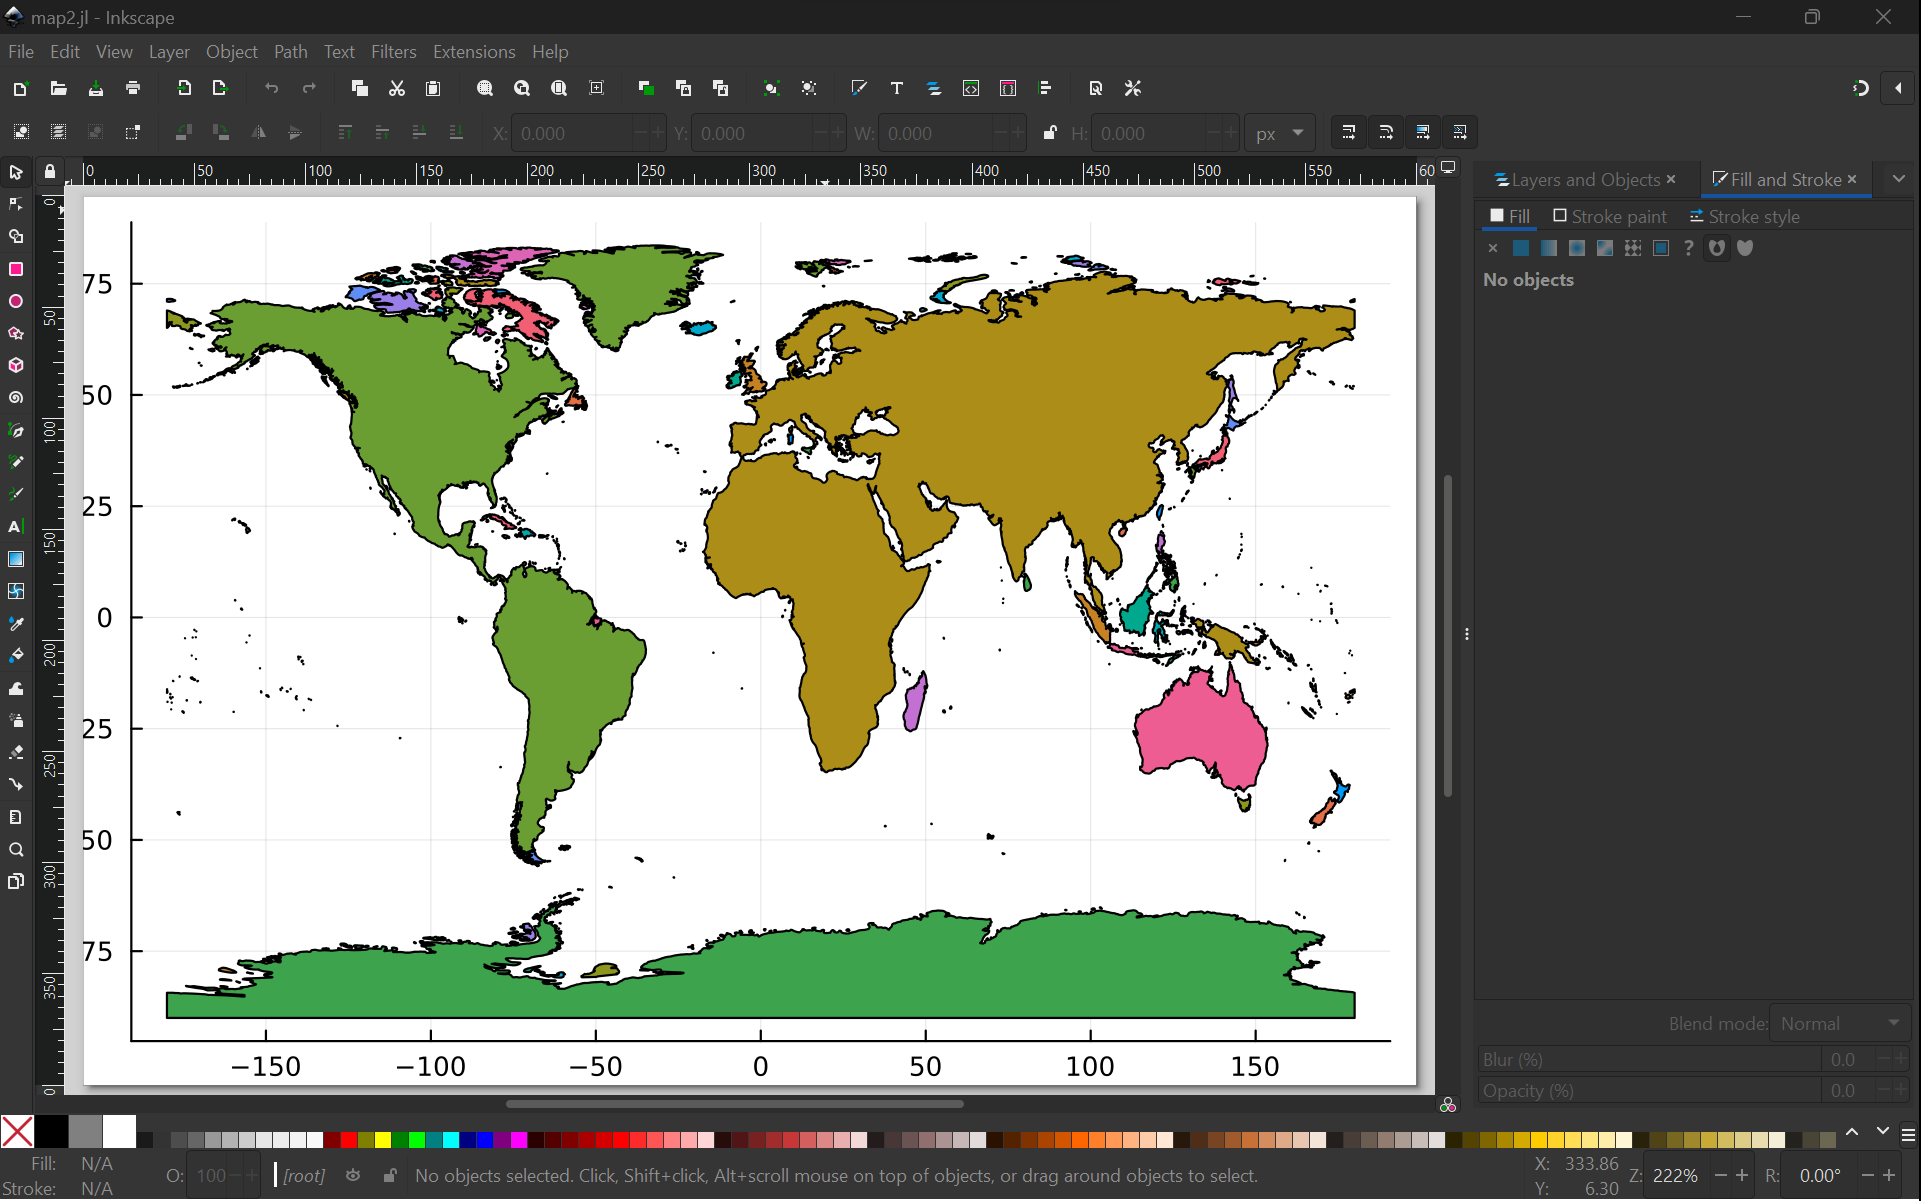 map2.jl - Inkscape
File Edit View Layer Object Path Text Filters Extensions Help
X: 0.000 Y: 0.000 W: 0.000 H: 0.000 px
0 50 100 150 200 250 300 350 400 450 500 550 60
Layers and Objects Fill and Stroke
Fill Stroke paint Stroke style
No objects
0
50
100
150
200
250
300
350
0
75
50
25
0
25
50
75
−150 −100 −50 0 50 100 150
Blend mode: Normal
Blur (%) 0.0
Opacity (%) 0.0
Fill: N/A
Stroke: N/A
O: 100
[root]
No objects selected. Click, Shift+click, Alt+scroll mouse on top of objects, or drag around objects to select.
X: 333.86
Y: 6.30
Z: 222%
R: 0.00°